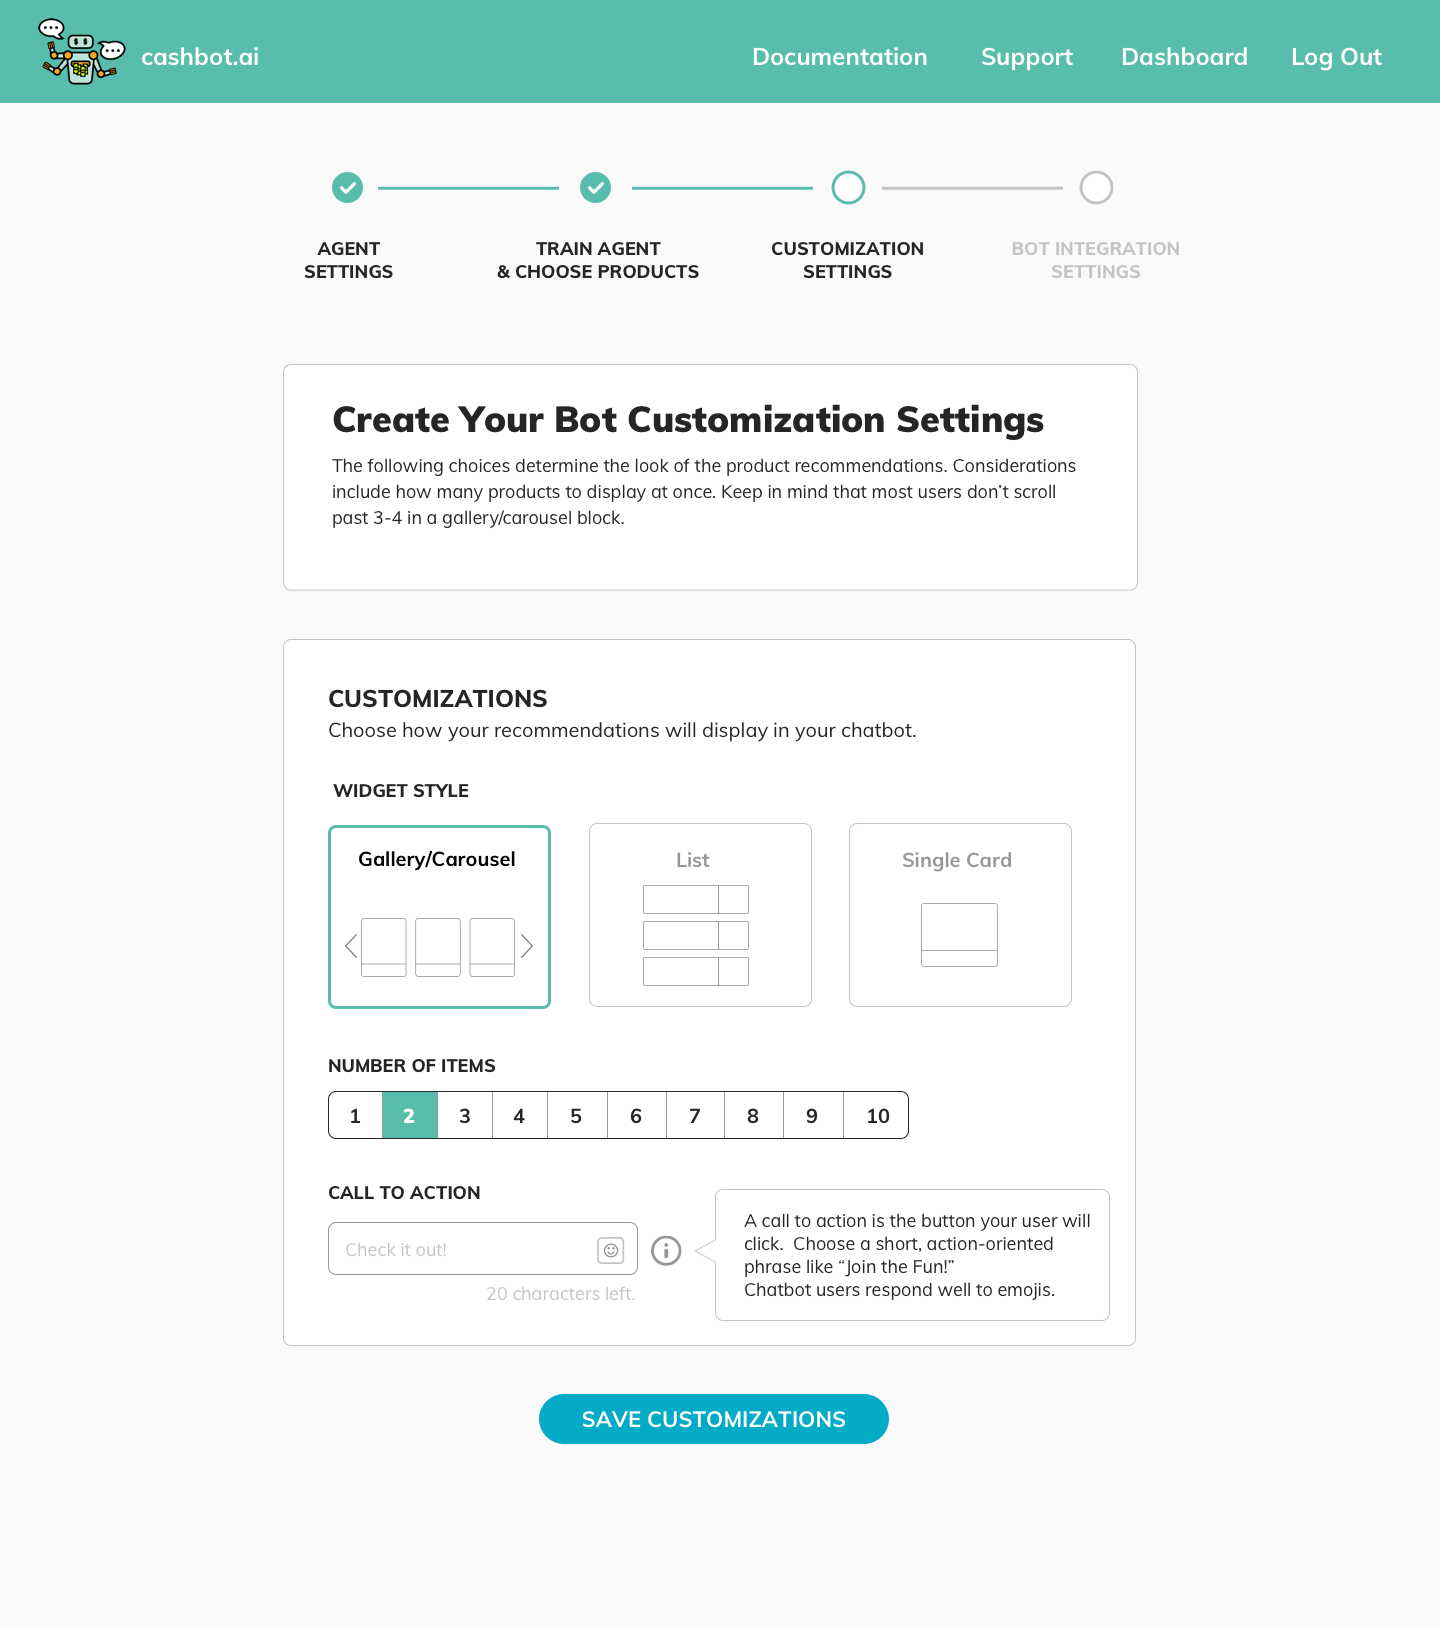 cashbot.ai
Documentation
Support
Dashboard
Log Out
AGENT
SETTINGS
TRAIN AGENT
& CHOOSE PRODUCTS
CUSTOMIZATION
SETTINGS
BOT INTEGRATION
SETTINGS
Create Your Bot Customization Settings
The following choices determine the look of the product recommendations. Considerations
include how many products to display at once. Keep in mind that most users don’t scroll
past 3-4 in a gallery/carousel block.
CUSTOMIZATIONS
Choose how your recommendations will display in your chatbot.
WIDGET STYLE
Gallery/Carousel
List
Single Card
NUMBER OF ITEMS
1 2 3 4 5 6 7 8 9 10
CALL TO ACTION
Check it out!
20 characters left.
A call to action is the button your user will
click.  Choose a short, action-oriented
phrase like “Join the Fun!”
Chatbot users respond well to emojis.
SAVE CUSTOMIZATIONS